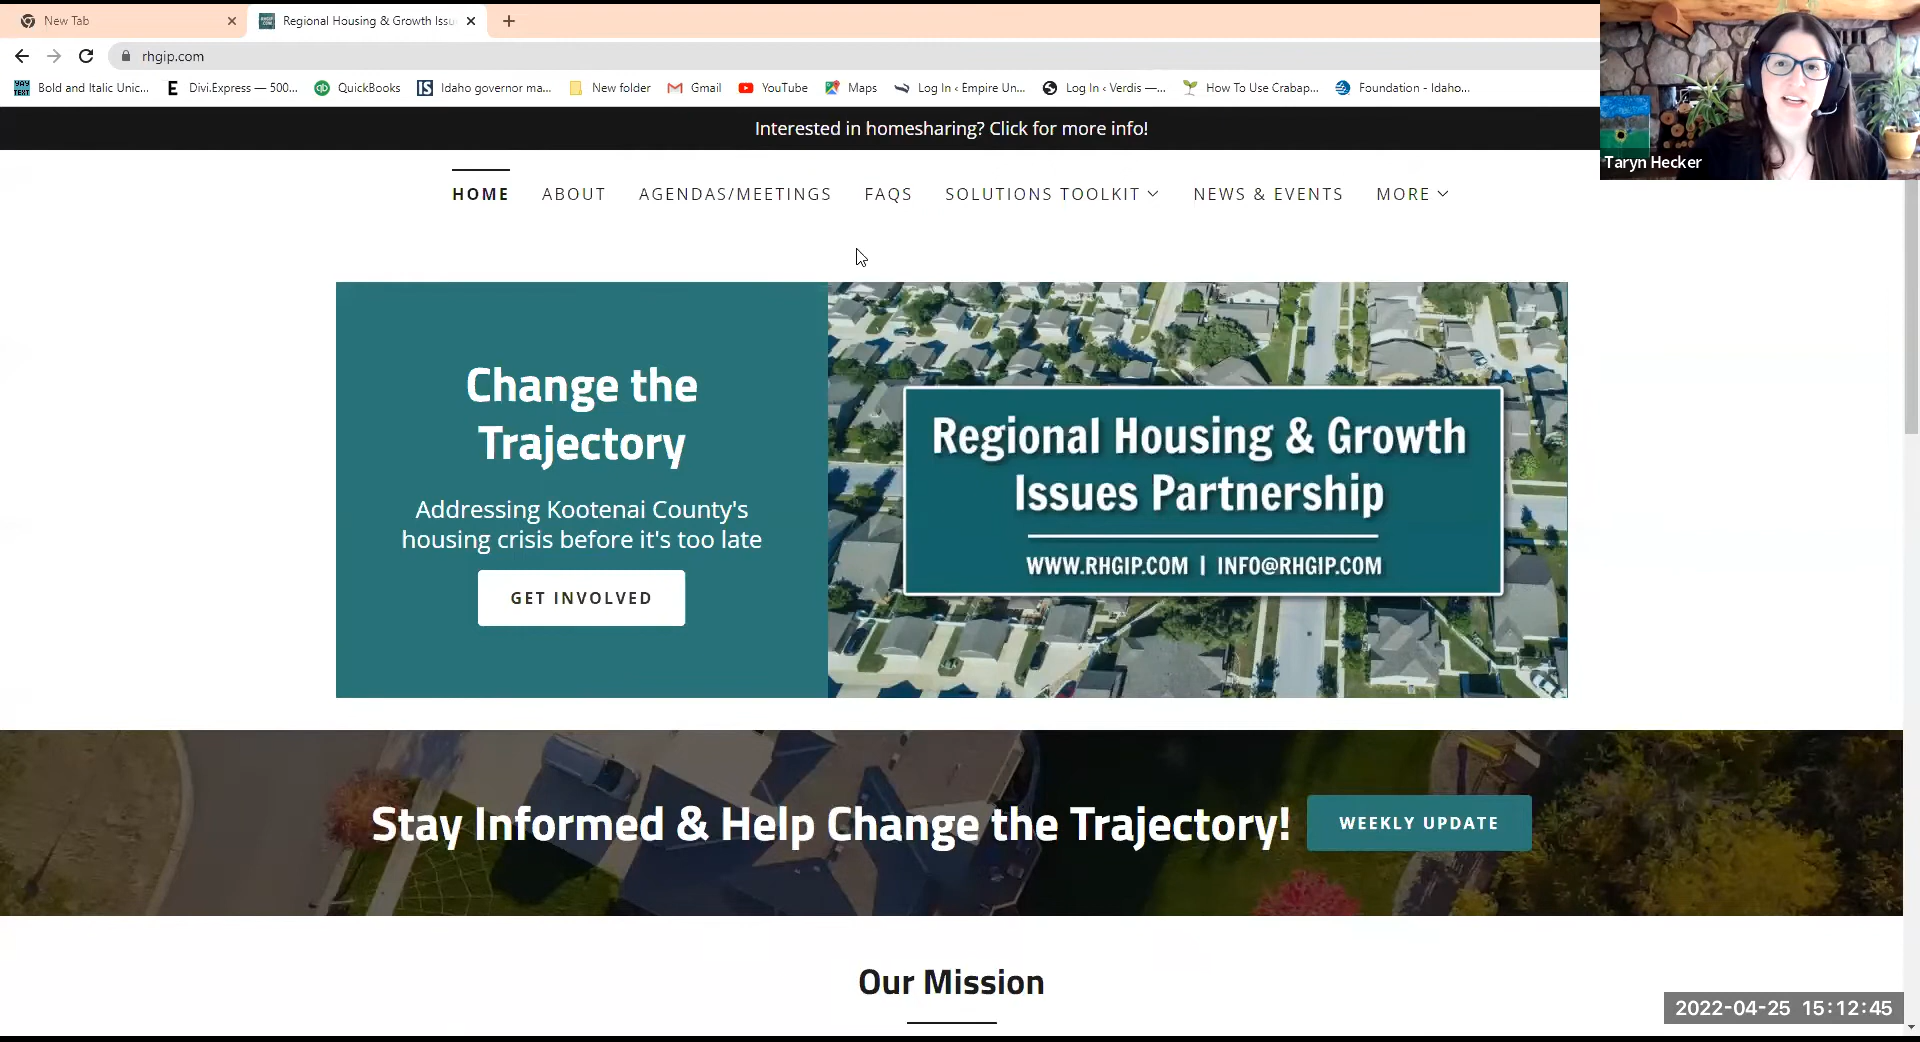 New Tab
Regional Housing & Growth Issu
rhgip.com
Bold and Italic Unic...
Divi.Express — 500...
QuickBooks
Idaho governor ma...
New folder
Gmail
YouTube
Maps
Log In ‹ Empire Un...
Log In ‹ Verdis —...
How To Use Crabap...
Foundation - Idaho...
Taryn Hecker
Interested in homesharing? Click for more info!
HOME
ABOUT
AGENDAS/MEETINGS
FAQS
SOLUTIONS TOOLKIT
NEWS & EVENTS
MORE
Change the
Trajectory
Addressing Kootenai County's
housing crisis before it's too late
GET INVOLVED
Regional Housing & Growth
Issues Partnership
WWW.RHGIP.COM | INFO@RHGIP.COM
Stay Informed & Help Change the Trajectory!
WEEKLY UPDATE
Our Mission
2022-04-25 15:12:45